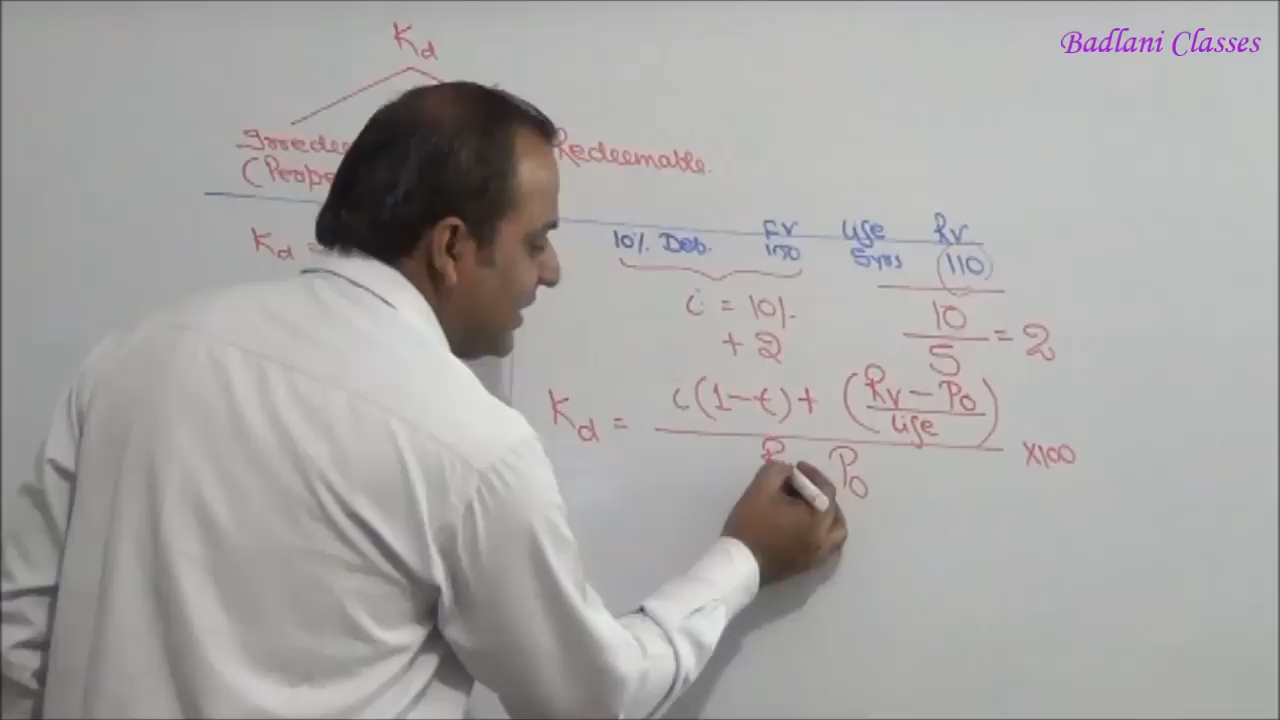 Badlani Classes
Kd
Redeemable.
Kd =
10% Deb. FV Life RV
100 5yrs 110
i = 10% 10/5 = 2
+ 2
Kd = i(1-t) + (Rv - P0 / Life) x100
P0